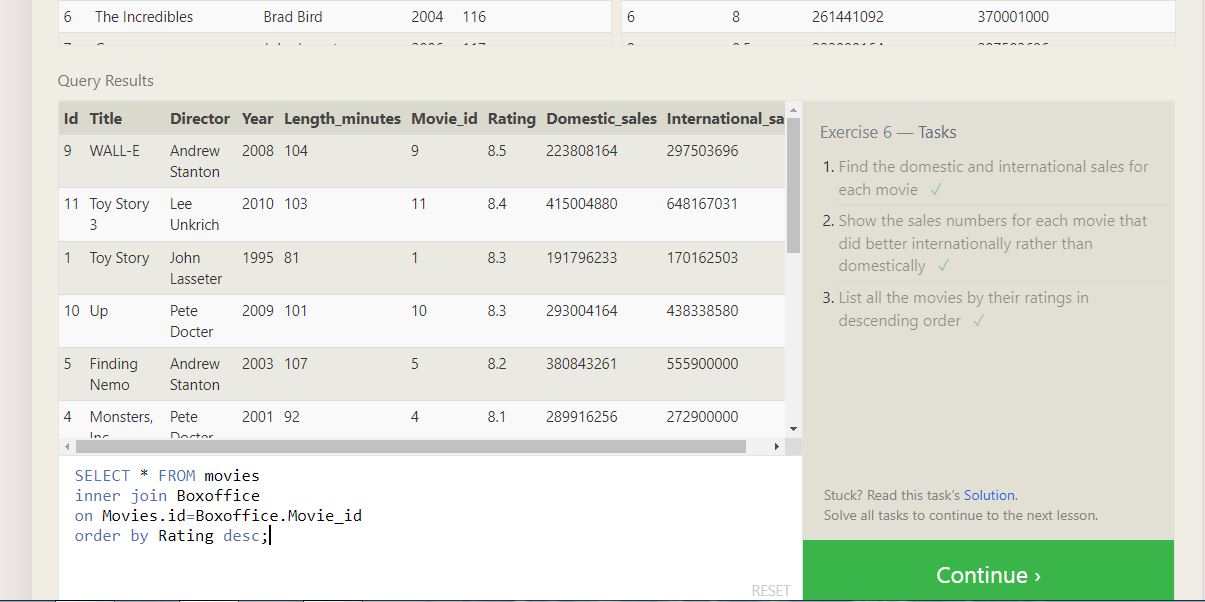 6 The Incredibles Brad Bird 2004 116 6 8 261441092 370001000
Query Results
Id Title Director Year Length_minutes Movie_id Rating Domestic_sales International_sa
9 WALL-E Andrew Stanton 2008 104 9 8.5 223808164 297503696
11 Toy Story 3 Lee Unkrich 2010 103 11 8.4 415004880 648167031
1 Toy Story John Lasseter 1995 81 1 8.3 191796233 170162503
10 Up Pete Docter 2009 101 10 8.3 293004164 438338580
5 Finding Nemo Andrew Stanton 2003 107 5 8.2 380843261 555900000
4 Monsters, Inc Pete Docter 2001 92 4 8.1 289916256 272900000
SELECT * FROM movies
inner join Boxoffice
on Movies.id=Boxoffice.Movie_id
order by Rating desc;
RESET
Exercise 6 — Tasks
1. Find the domestic and international sales for
each movie ✓
2. Show the sales numbers for each movie that
did better internationally rather than
domestically ✓
3. List all the movies by their ratings in
descending order ✓
Stuck? Read this task's Solution.
Solve all tasks to continue to the next lesson.
Continue ›